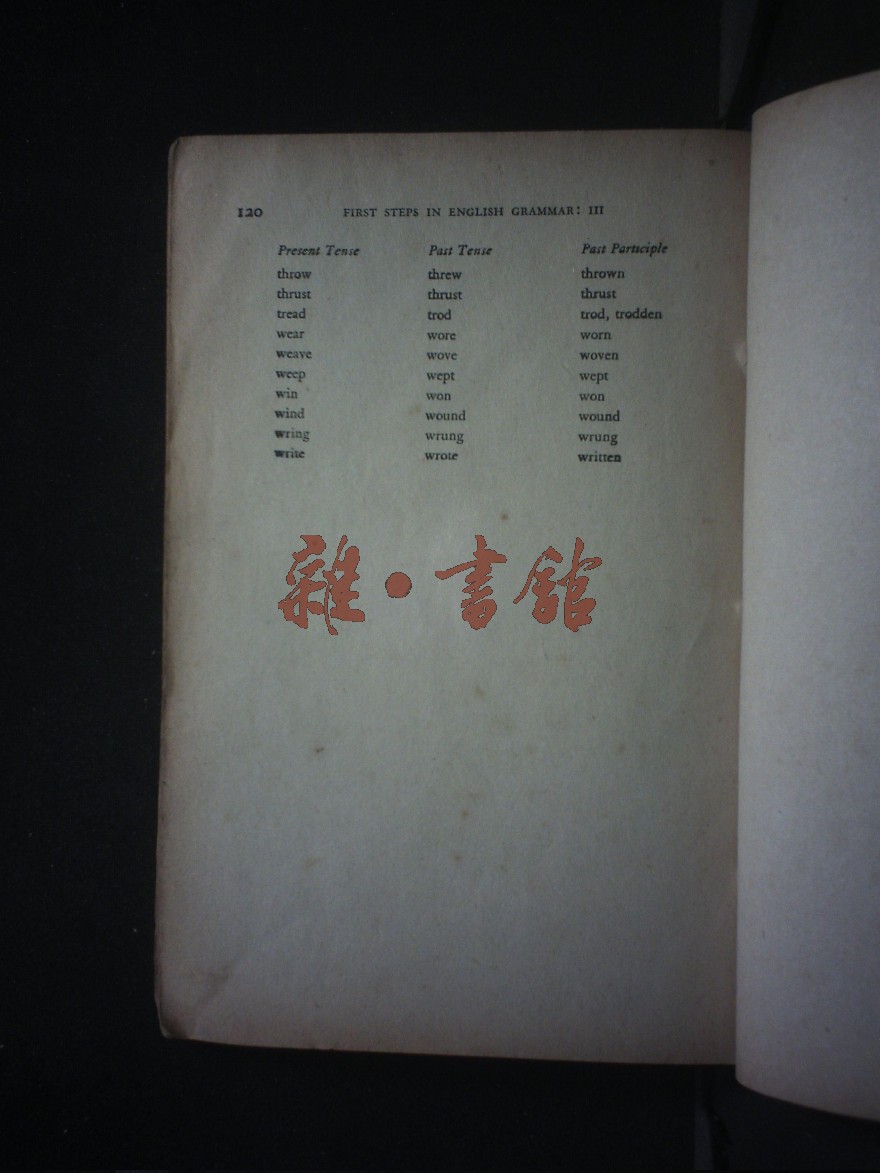 120 FIRST STEPS IN ENGLISH GRAMMAR: III
Present Tense Past Tense Past Participle
throw threw thrown
thrust thrust thrust
tread trod trod, trodden
wear wore worn
weave wove woven
weep wept wept
win won won
wind wound wound
wring wrung wrung
write wrote written
雜·書館